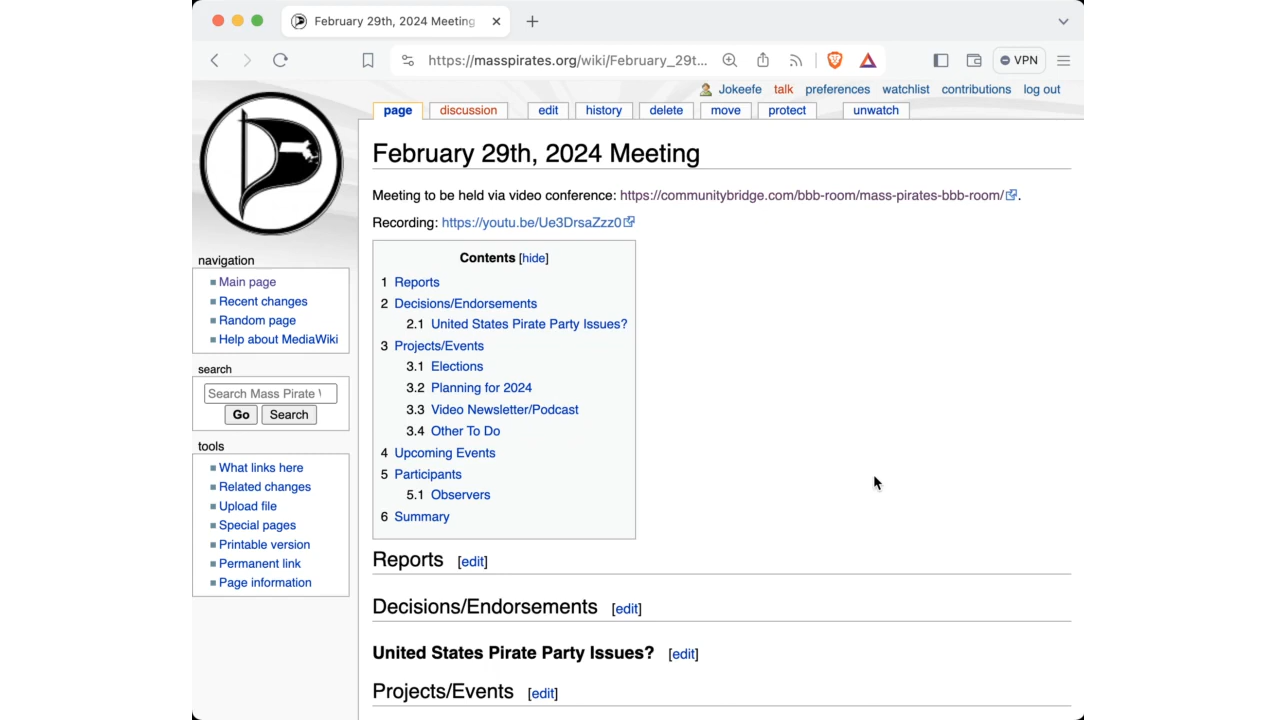 February 29th, 2024 Meeting
https://masspirates.org/wiki/February_29t...
VPN
Jokeefe talk preferences watchlist contributions log out
page discussion edit history delete move protect unwatch
February 29th, 2024 Meeting
Meeting to be held via video conference: https://communitybridge.com/bbb-room/mass-pirates-bbb-room/.
Recording: https://youtu.be/Ue3DrsaZzz0
Contents [hide]
1 Reports
2 Decisions/Endorsements
2.1 United States Pirate Party Issues?
3 Projects/Events
3.1 Elections
3.2 Planning for 2024
3.3 Video Newsletter/Podcast
3.4 Other To Do
4 Upcoming Events
5 Participants
5.1 Observers
6 Summary
navigation
Main page
Recent changes
Random page
Help about MediaWiki
search
Search Mass Pirate
Go Search
tools
What links here
Related changes
Upload file
Special pages
Printable version
Permanent link
Page information
Reports [edit]
Decisions/Endorsements [edit]
United States Pirate Party Issues? [edit]
Projects/Events [edit]